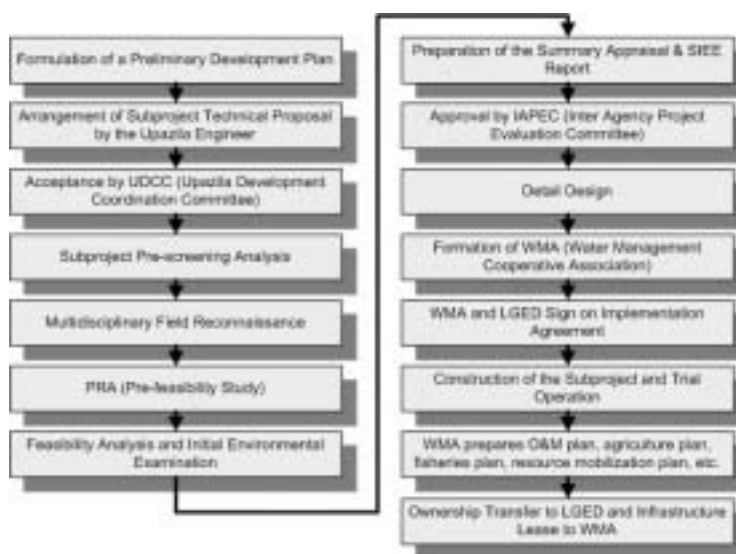 Formulation of a Preliminary Development Plan
Arrangement of Subproject Technical Proposal
by the Upazila Engineer
Acceptance by UDCC (Upazila Development
Coordination Committee)
Subproject Pre-screening Analysis
Multidisciplinary Field Reconnaissance
PRA (Pre-feasibility Study)
Feasibility Analysis and Initial Environmental
Examination
Preparation of the Summary Appraisal & SIEE
Report
Approval by IAPEC (Inter Agency Project
Evaluation Committee)
Detail Design
Formation of WMA (Water Management
Cooperative Association)
WMA and LGED Sign on Implementation
Agreement
Construction of the Subproject and Trial
Operation
WMA prepares O&M plan, agriculture plan,
fisheries plan, resource mobilization plan, etc.
Ownership Transfer to LGED and Infrastructure
Lease to WMA